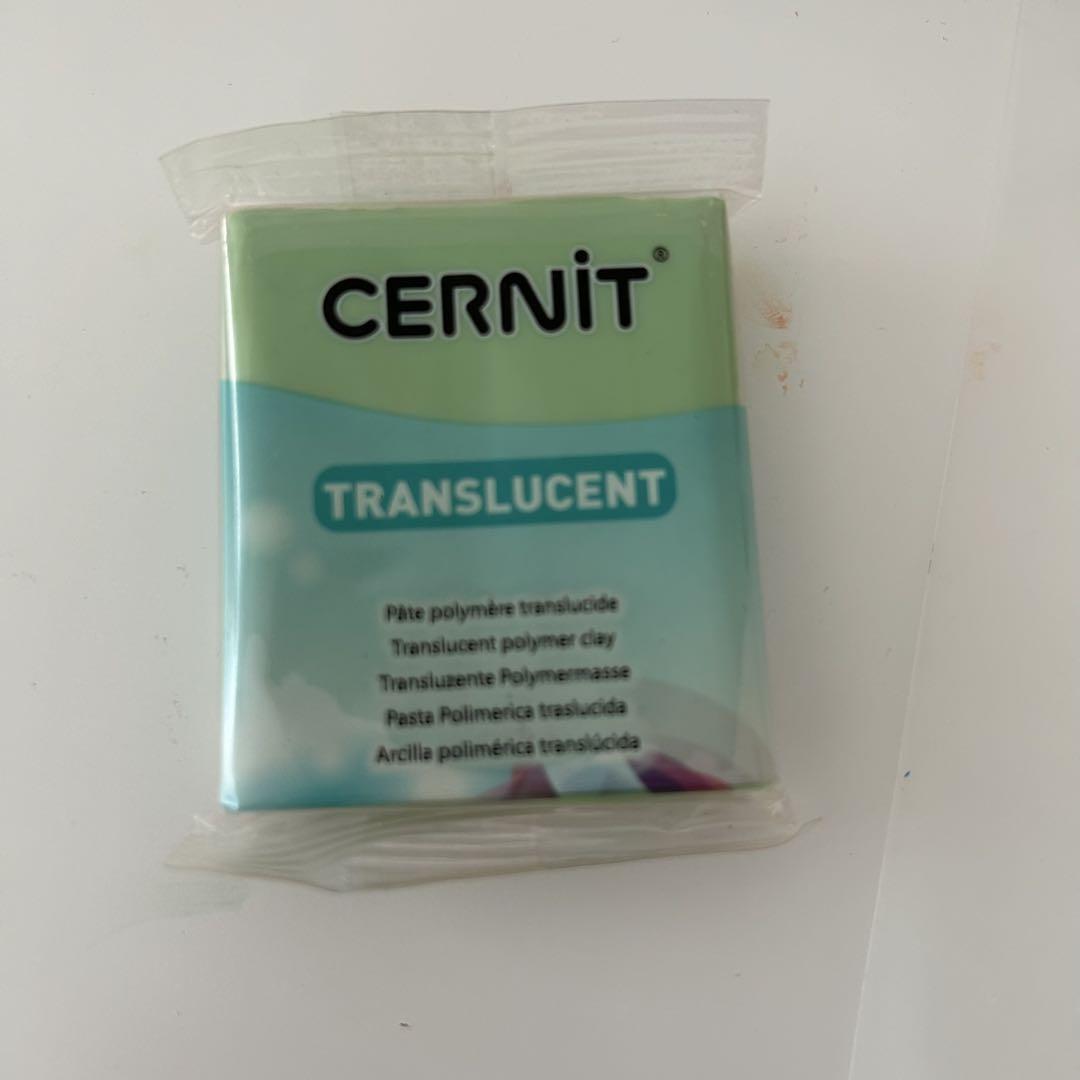 CERNiT®
TRANSLUCENT
Pâte polymère translucide
Translucent polymer clay
Transluzente Polymermasse
Pasta Polimerica traslucida
Arcilla polimérica translúcida